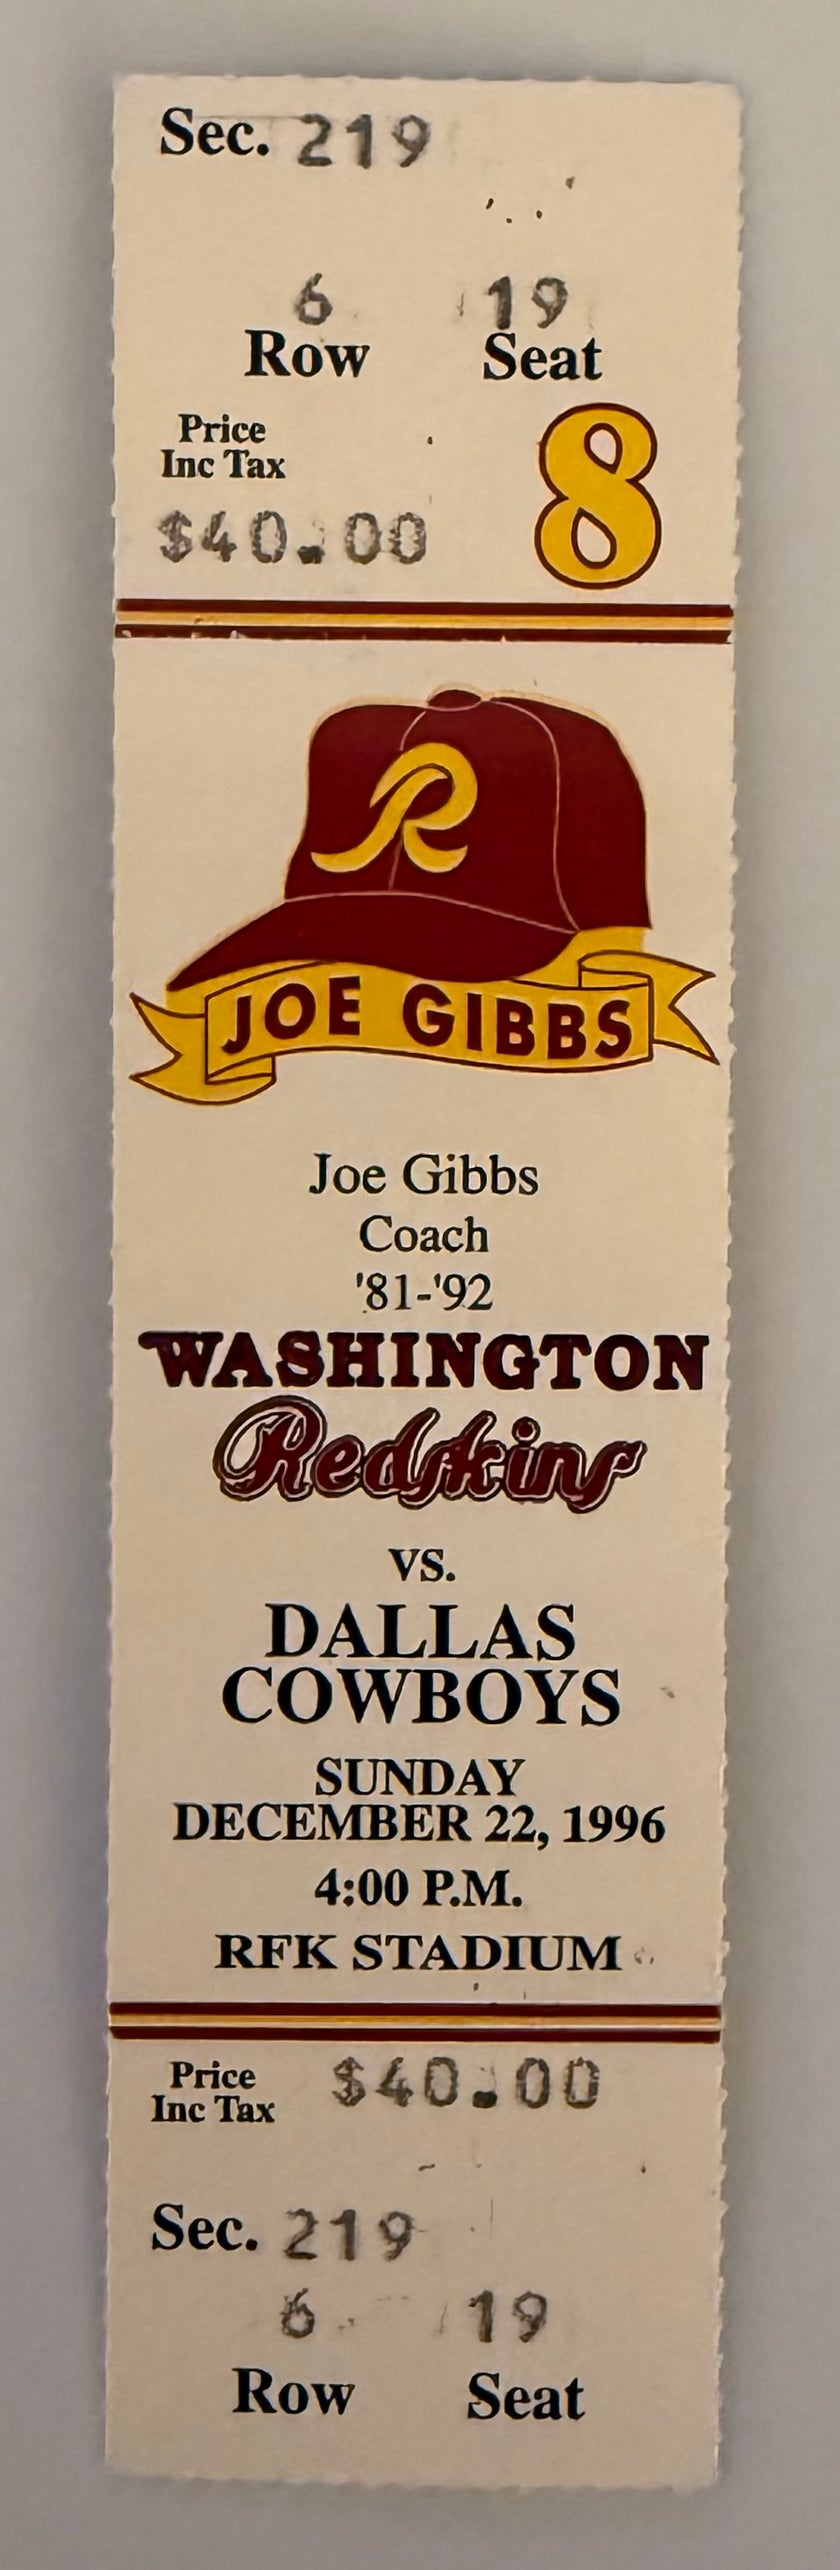 Sec. 219
6 19
Row Seat
Price
Inc Tax
$40.00
8
R
JOE GIBBS
Joe Gibbs
Coach
'81-'92
WASHINGTON
Redskins
vs.
DALLAS
COWBOYS
SUNDAY
DECEMBER 22, 1996
4:00 P.M.
RFK STADIUM
Price
Inc Tax
$40.00
Sec. 219
6 19
Row Seat